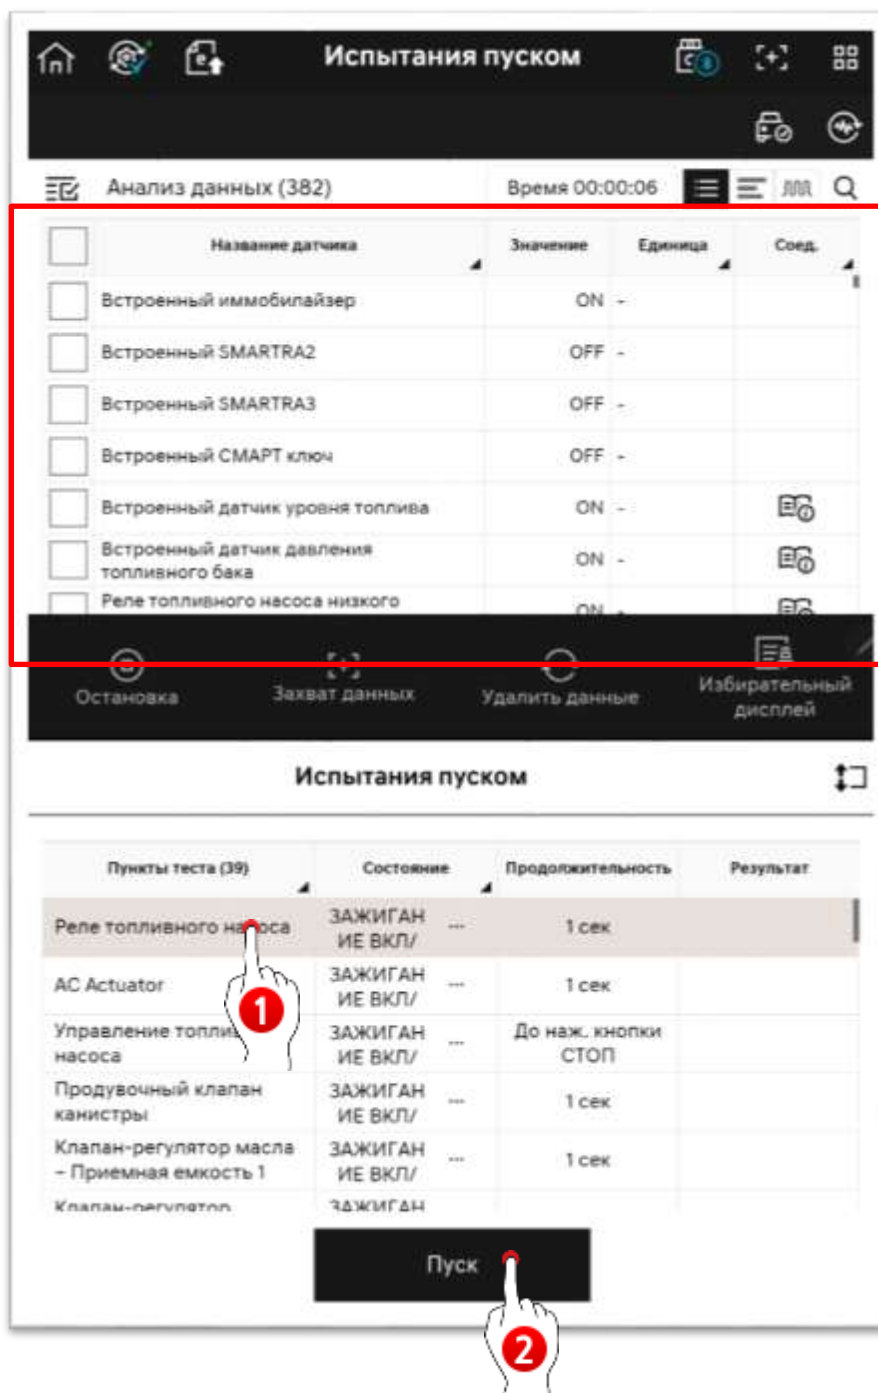 Испытания пуском
Анализ данных (382) Время 00:00:06
Название датчика Значение Единица Соед.
Встроенный иммобилайзер ON -
Встроенный SMARTRA2 OFF -
Встроенный SMARTRA3 OFF -
Встроенный СМАРТ ключ OFF -
Встроенный датчик уровня топлива ON -
Встроенный датчик давления
топливного бака ON -
Реле топливного насоса низкого
ON -
Остановка Захват данных Удалить данные Избирательный
дисплей
Испытания пуском
Пункты теста (39) Состояние Продолжительность Результат
Реле топливного насоса ЗАЖИГАН
ИЕ ВКЛ/ ... 1 сек
AC Actuator ЗАЖИГАН
ИЕ ВКЛ/ ... 1 сек
1
Управление ЗАЖИГАН ... До наж. кнопки
насоса ИЕ ВКЛ/ СТОП
Продувочный клапан ЗАЖИГАН ... 1 сек
канистры ИЕ ВКЛ/
Клапан-регулятор масла ЗАЖИГАН ... 1 сек
– Приемная емкость 1 ИЕ ВКЛ/
Клапан-регулятор ЗАЖИГАН
Пуск
2